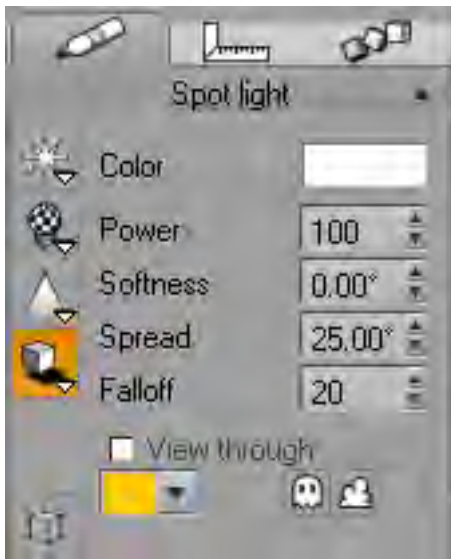 Spot light
Color
Power 100
Softness 0.00°
Spread 25.00°
Falloff 20
View through